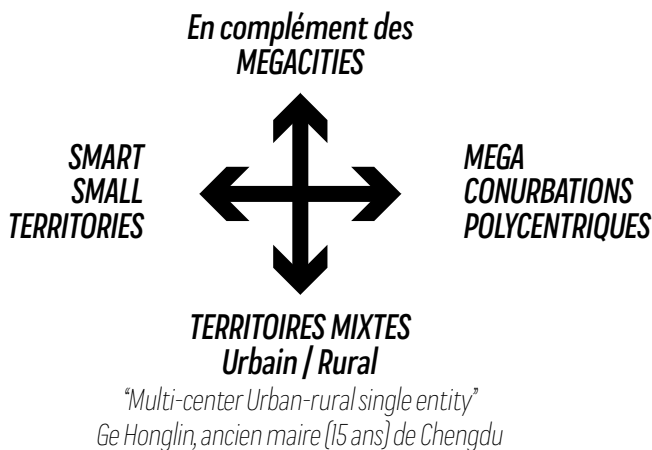 En complément des
MEGACITIES
SMART
SMALL
TERRITORIES
MEGA
CONURBATIONS
POLYCENTRIQUES
TERRITOIRES MIXTES
Urbain / Rural
“Multi-center Urban-rural single entity”
Ge Honglin, ancien maire (15 ans) de Chengdu